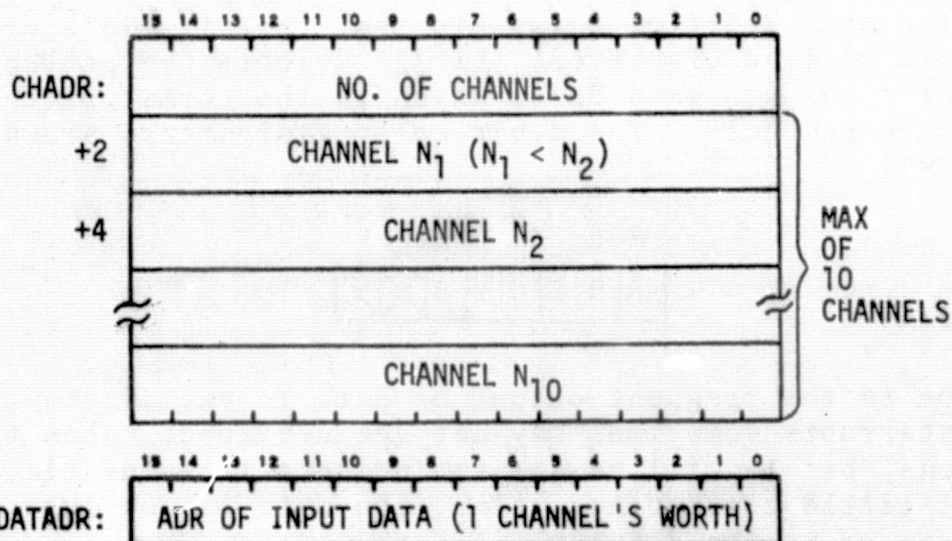 15 14 13 12 11 10 9 8 7 6 5 4 3 2 1 0
CHADR: NO. OF CHANNELS
+2 CHANNEL N1 (N1 < N2)
+4 CHANNEL N2
MAX
OF
10
CHANNELS
CHANNEL N10
15 14 13 12 11 10 9 8 7 6 5 4 3 2 1 0
DATADR: ADR OF INPUT DATA (1 CHANNEL'S WORTH)